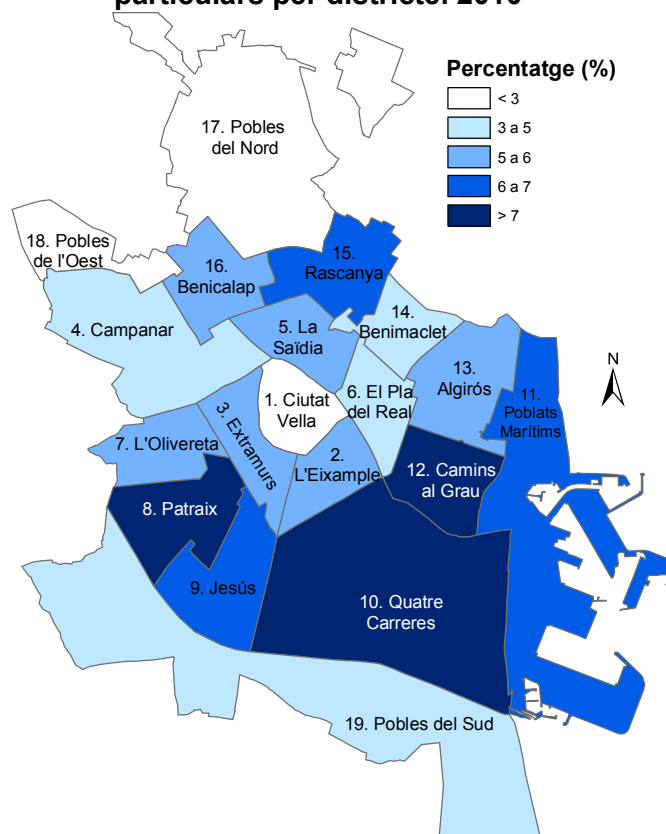 particulars per districte. 2016
Percentatge (%)
< 3
3 a 5
5 a 6
6 a 7
> 7
17. Pobles
del Nord
18. Pobles
de l'Oest
16.
Benicalap
15.
Rascanya
14.
Benimaclet
4. Campanar
5. La
Saïdia
13.
Algirós
11.
Poblats
Marítims
N
6. El Pla
del Real
1. Ciutat
Vella
3. Extramurs
7. L'Olivereta
2.
L'Eixample
12. Camins
al Grau
8. Patraix
9. Jesús
10. Quatre
Carreres
19. Pobles del Sud